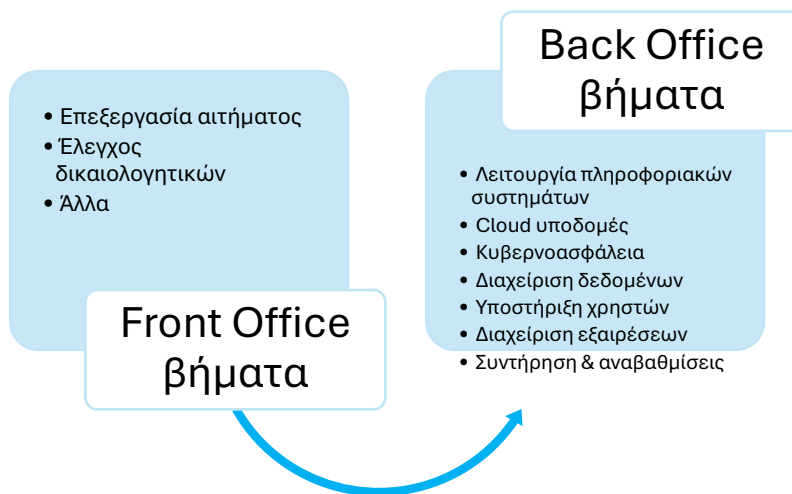 • Επεξεργασία αιτήματος
• Έλεγχος
δικαιολογητικών
• Άλλα
Front Office
βήματα
Back Office
βήματα
• Λειτουργία πληροφοριακών
συστημάτων
• Cloud υποδομές
• Κυβερνοασφάλεια
• Διαχείριση δεδομένων
• Υποστήριξη χρηστών
• Διαχείριση εξαιρέσεων
• Συντήρηση & αναβαθμίσεις